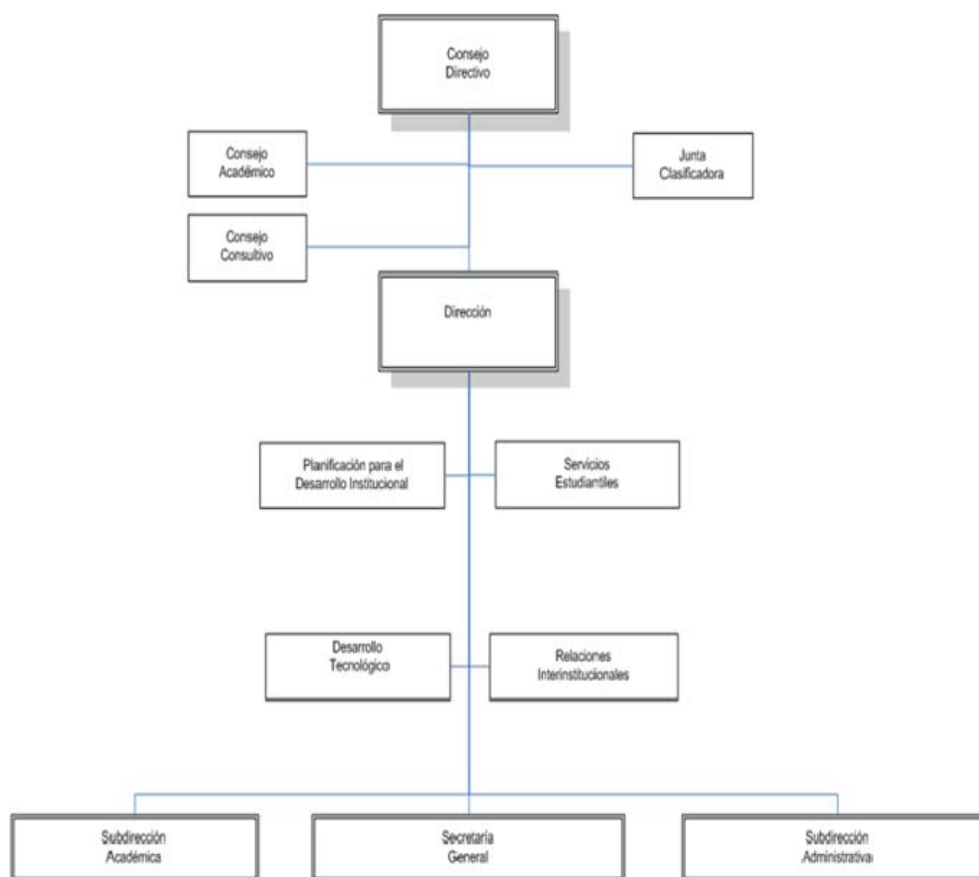 Consejo
Directivo
Consejo
Académico
Junta
Clasificadora
Consejo
Consultivo
Dirección
Planificación para el
Desarrollo Institucional
Servicios
Estudiantiles
Desarrollo
Tecnológico
Relaciones
Interinstitucionales
Subdirección
Académica
Secretaría
General
Subdirección
Administrativa